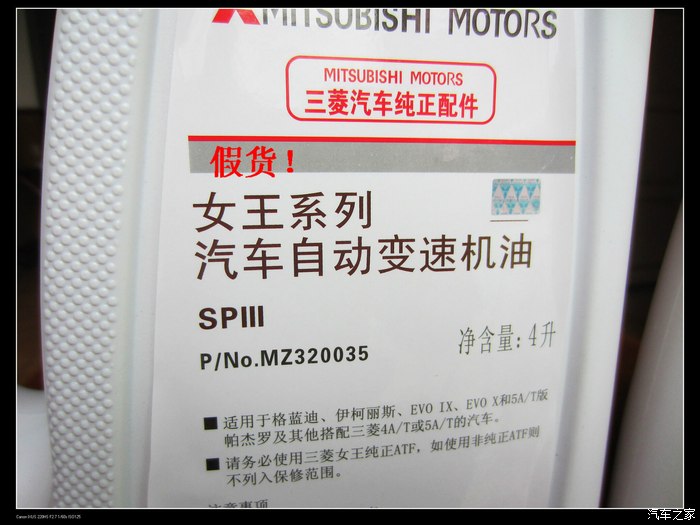 MITSUBISHI MOTORS
MITSUBISHI MOTORS
三菱汽车纯正配件
假货！
女王系列
汽车自动变速机油
SPIII
净含量:4升
P/No.MZ320035
■ 适用于格蓝迪、伊柯丽斯、EVO IX、EVO X和5A/T版
帕杰罗及其他搭配三菱4A/T或5A/T的汽车。
■ 请务必使用三菱女王纯正ATF，如使用非纯正ATF则
不列入保修范围。
注意事项
汽车之家